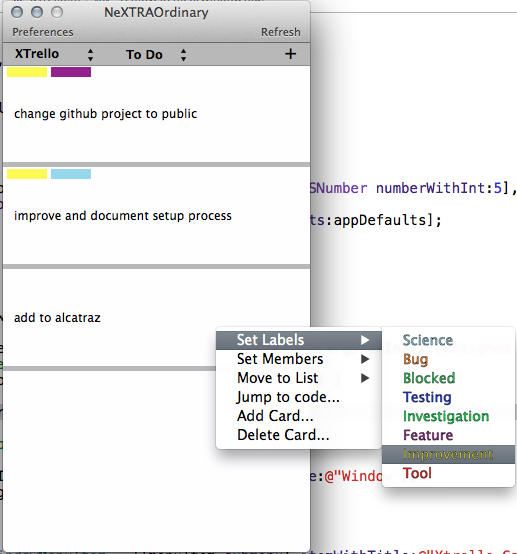 NeXTRAOrdinary
Preferences
Refresh
XTrello
To Do
+
change github project to public
SNumber numberWithInt:5],
improve and document setup process
ts:appDefaults];
add to alcatraz
Set Labels
Set Members
Move to List
Jump to code...
Add Card...
Delete Card...
Science
Bug
Blocked
Testing
Investigation
Feature
Improvement
Tool
e:@"Windo